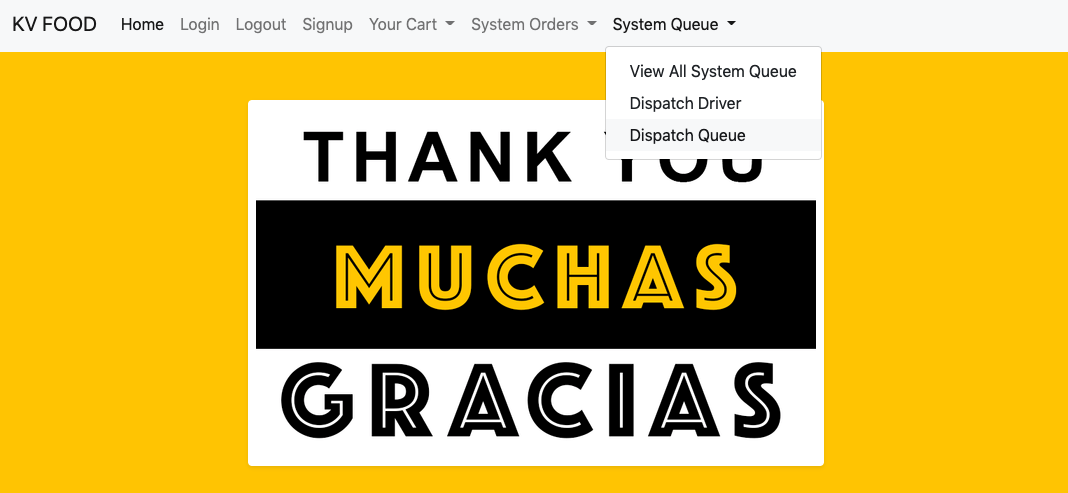 KV FOOD Home Login Logout Signup Your Cart System Orders System Queue
View All System Queue
Dispatch Driver
Dispatch Queue
THANK YOU
MUCHAS
GRACIAS